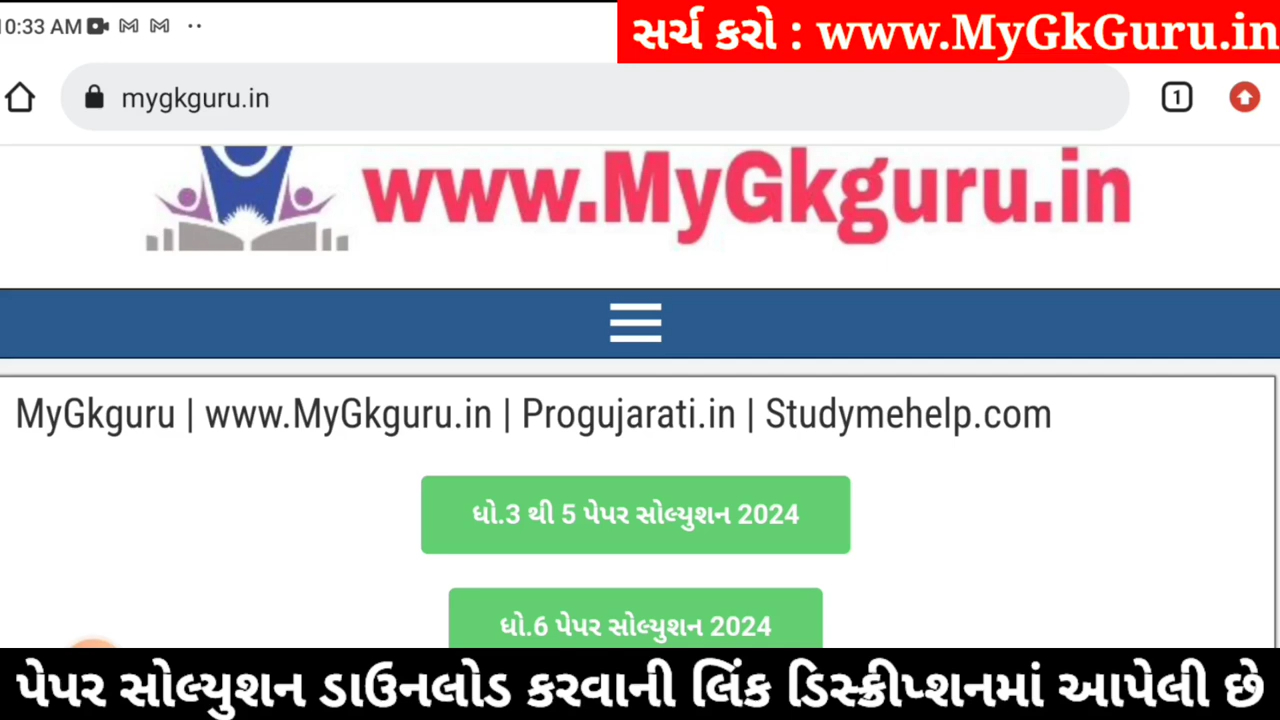 10:33 AM
સર્ચ કરો : www.MyGkGuru.in
mygkguru.in
1
www.MyGkguru.in
MyGkguru | www.MyGkguru.in | Progujarati.in | Studymehelp.com
ધો.3 થી 5 પેપર સોલ્યુશન 2024
ધો.6 પેપર સોલ્યુશન 2024
પેપર સોલ્યુશન ડાઉનલોડ કરવાની લિંક ડિસ્ક્રીપ્શનમાં આપેલી છે